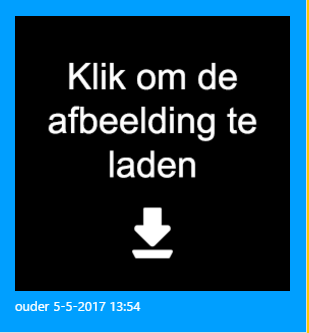 Klik om de
afbeelding te
laden
ouder 5-5-2017 13:54